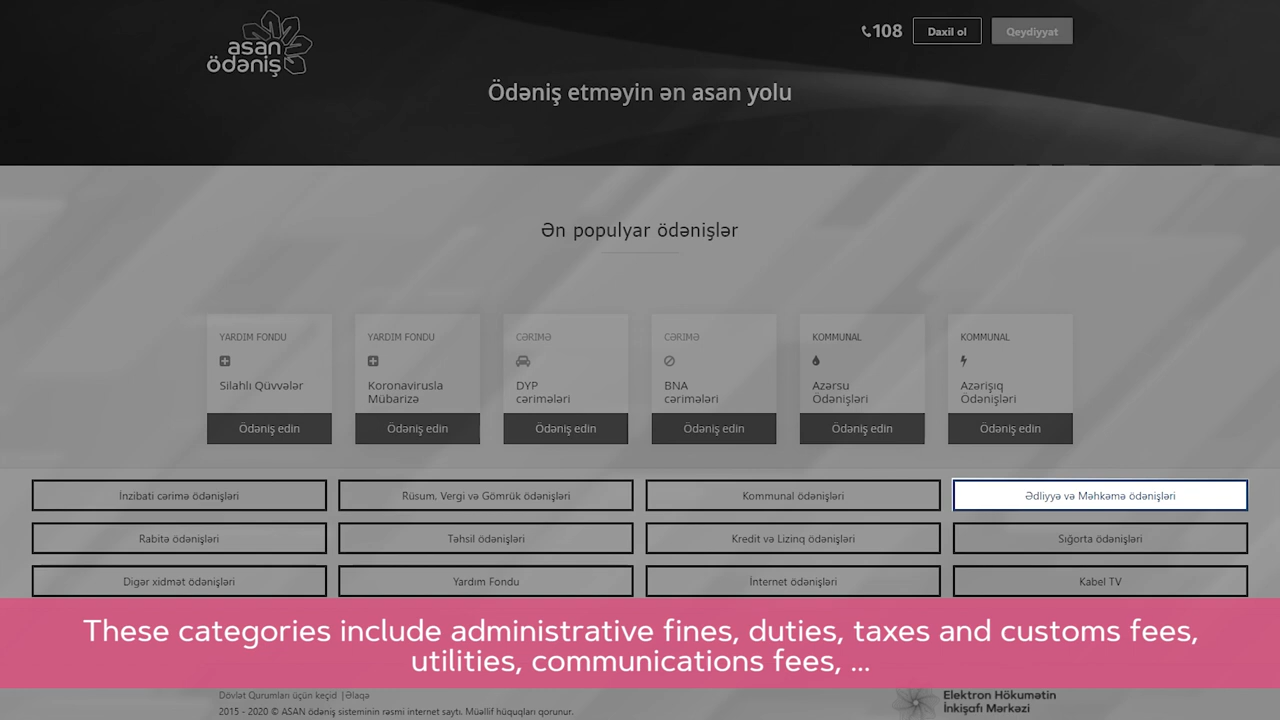 asan
ödəniş
108
Daxil ol
Qeydiyyat
Ödəniş etməyin ən asan yolu
Ən populyar ödənişlər
YARDIM FONDU
Silahlı Qüvvələr
Ödəniş edin
YARDIM FONDU
Koronavirusla
Mübarizə
Ödəniş edin
CƏRİMƏ
DYP
cərimələri
Ödəniş edin
CƏRİMƏ
BNA
cərimələri
Ödəniş edin
KOMMUNAL
Azərsu
Ödənişləri
Ödəniş edin
KOMMUNAL
Azərişıq
Ödənişləri
Ödəniş edin
İnzibati cərimə ödənişləri
Rüsum, Vergi və Gömrük ödənişləri
Kommunal ödənişləri
Ədliyyə və Məhkəmə ödənişləri
Rabitə ödənişləri
Təhsil ödənişləri
Kredit və Lizinq ödənişləri
Sığorta ödənişləri
Digər xidmət ödənişləri
Yardım Fondu
İnternet ödənişləri
Kabel TV
These categories include administrative fines, duties, taxes and customs fees,
utilities, communications fees, ...
Dövlət Qurumları üçün keçid |Əlaqə
2015 - 2020 © ASAN ödəniş sisteminin rəsmi internet saytı. Müəllif hüquqları qorunur.
Elektron Hökumətin
İnkişafı Mərkəzi